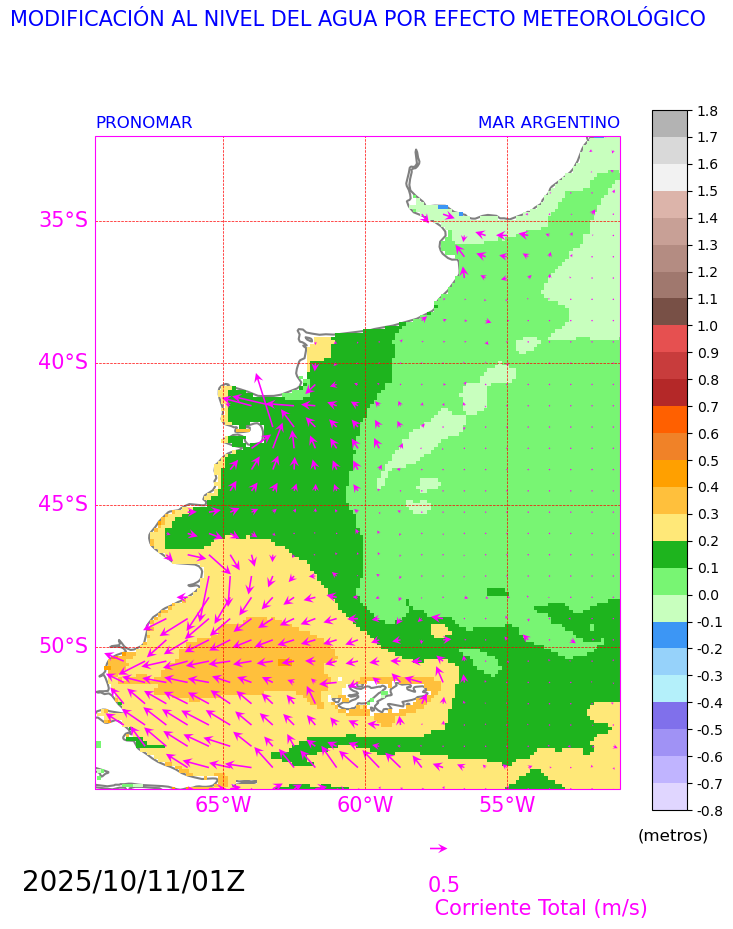 MODIFICACIÓN AL NIVEL DEL AGUA POR EFECTO METEOROLÓGICO
PRONOMAR MAR ARGENTINO
35°S
40°S
45°S
50°S
65°W 60°W 55°W
1.8
1.7
1.6
1.5
1.4
1.3
1.2
1.1
1.0
0.9
0.8
0.7
0.6
0.5
0.4
0.3
0.2
0.1
0.0
-0.1
-0.2
-0.3
-0.4
-0.5
-0.6
-0.7
-0.8
(metros)
2025/10/11/01Z
0.5
Corriente Total (m/s)